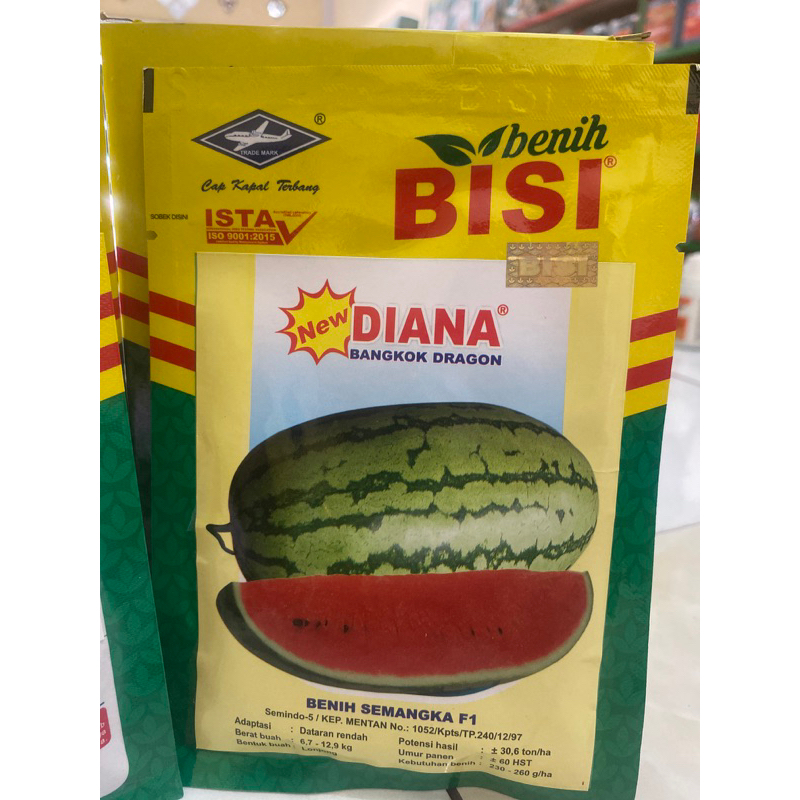 ®
TRADE MARK
Cap Kapal Terbang
benih
BISI®
SOBEK DISINI
ISTA
ISO 9001:2015
BISI
New DIANA®
BANGKOK DRAGON
BENIH SEMANGKA F1
Semindo-5 / KEP. MENTAN No.: 1052/Kpts/TP.240/12/97
Adaptasi : Dataran rendah
Berat buah : 6,7 - 12,9 kg
Bentuk buah : Lonjong
Potensi hasil : ± 30,6 ton/ha
Umur panen : ± 60 HST
Kebutuhan benih : 230 - 260 g/ha